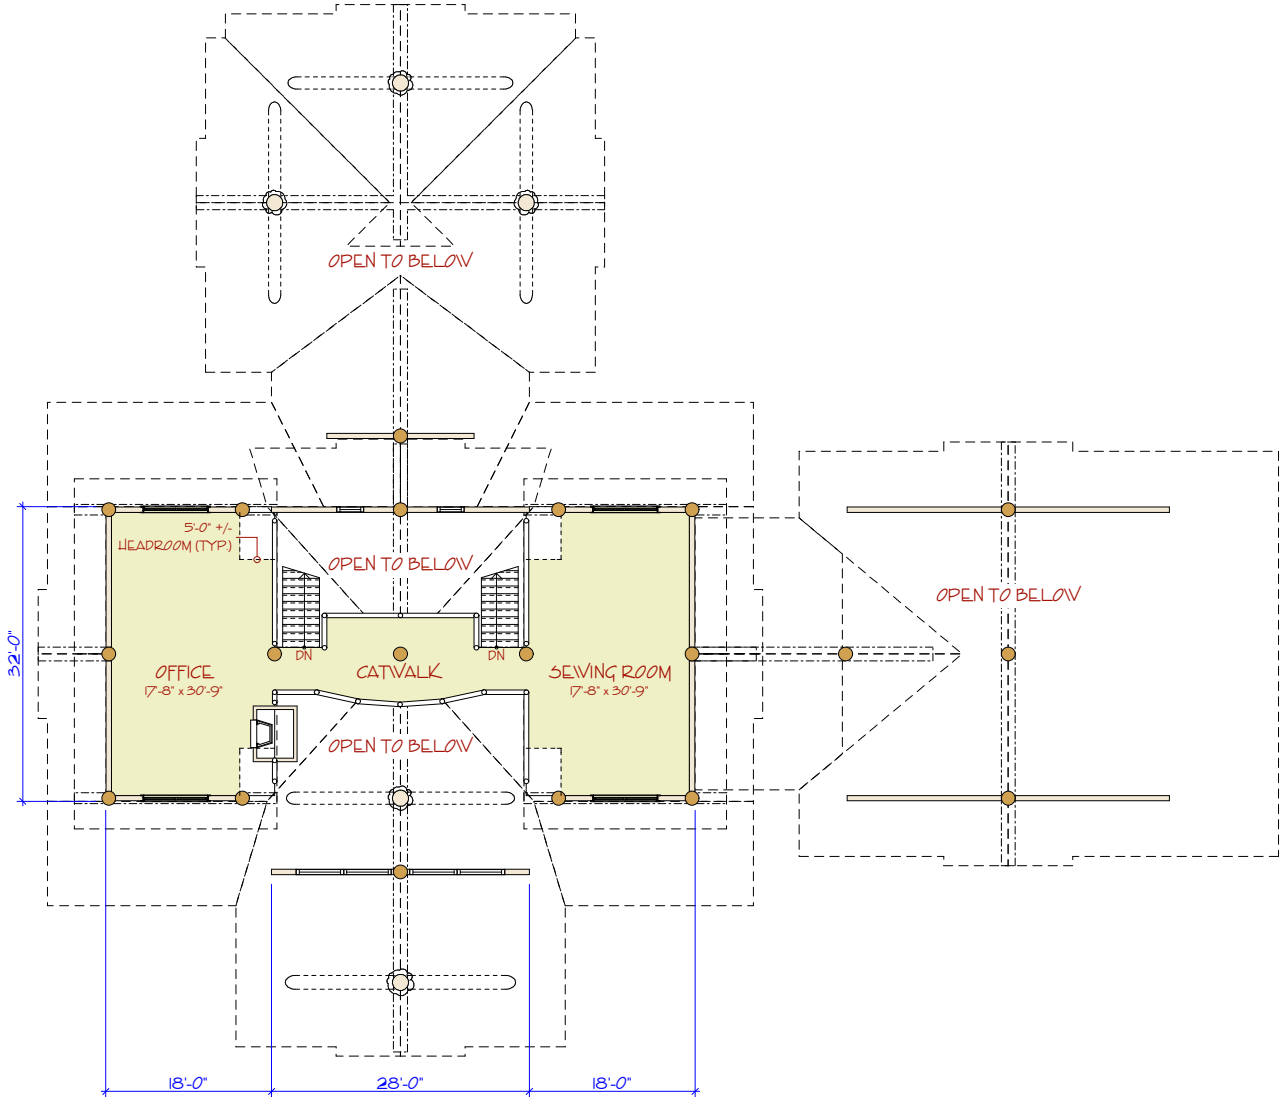 OPEN TO BELOW
5'-0" +/-
HEADROOM (TYP.)
OPEN TO BELOW
OPEN TO BELOW
32'-0"
DN
DN
OFFICE
17'-8" x 30'-9"
CATWALK
SEWING ROOM
17'-8" x 30'-9"
OPEN TO BELOW
18'-0"
28'-0"
18'-0"